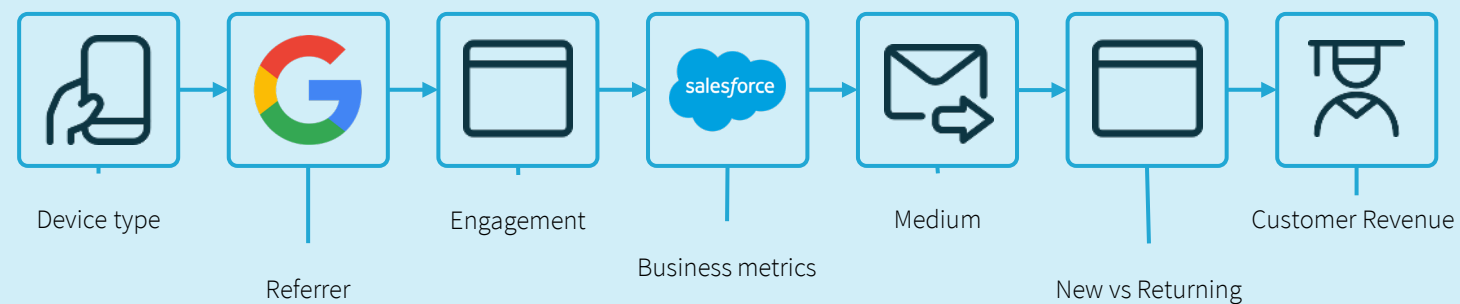 salesforce
Device type
Engagement
Medium
Customer Revenue
Business metrics
Referrer
New vs Returning